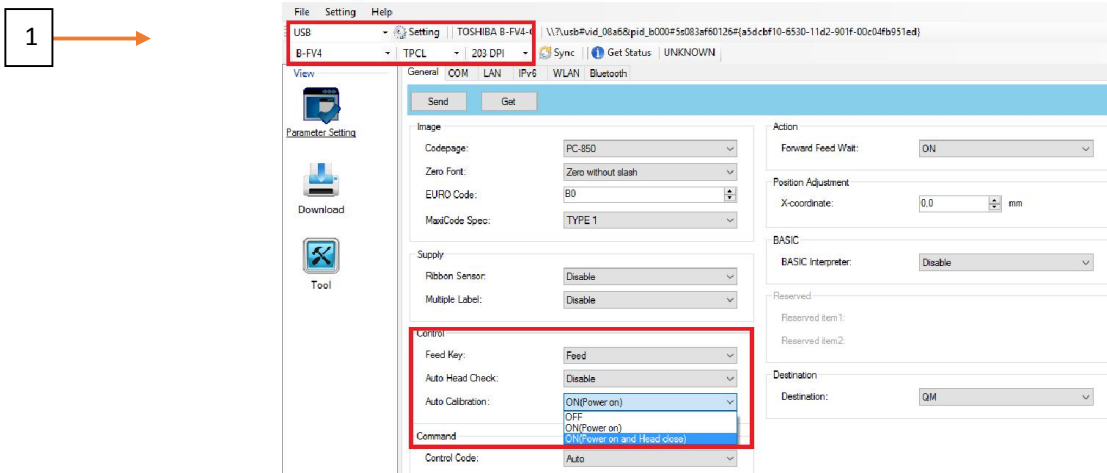 1
File Setting Help
USB Setting TOSHIBA B-FV4-G \\?\usb#vid_08a6&pid_b000#5s083af60126#{a5dcbf10-6530-11d2-901f-00c04fb951ed}
B-FV4 TPCL 203 DPI Sync Get Status UNKNOWN
View
General COM LAN IPv6 WLAN Bluetooth
Send Get
Parameter Setting
Download
Tool
Image
Codepage: PC-850
Zero Font: Zero without slash
EURO Code: B0
MaxiCode Spec: TYPE 1
Supply
Ribbon Sensor: Disable
Multiple Label: Disable
Control
Feed Key: Feed
Auto Head Check: Disable
Auto Calibration: ON(Power on)
OFF
ON(Power on)
ON(Power on and Head close)
Command
Control Code: Auto
Action
Forward Feed Wait: ON
Position Adjustment
X-coordinate: 0,0 mm
BASIC
BASIC Interpreter: Disable
Reserved
Reserved item1:
Reserved item2:
Destination
Destination: QM